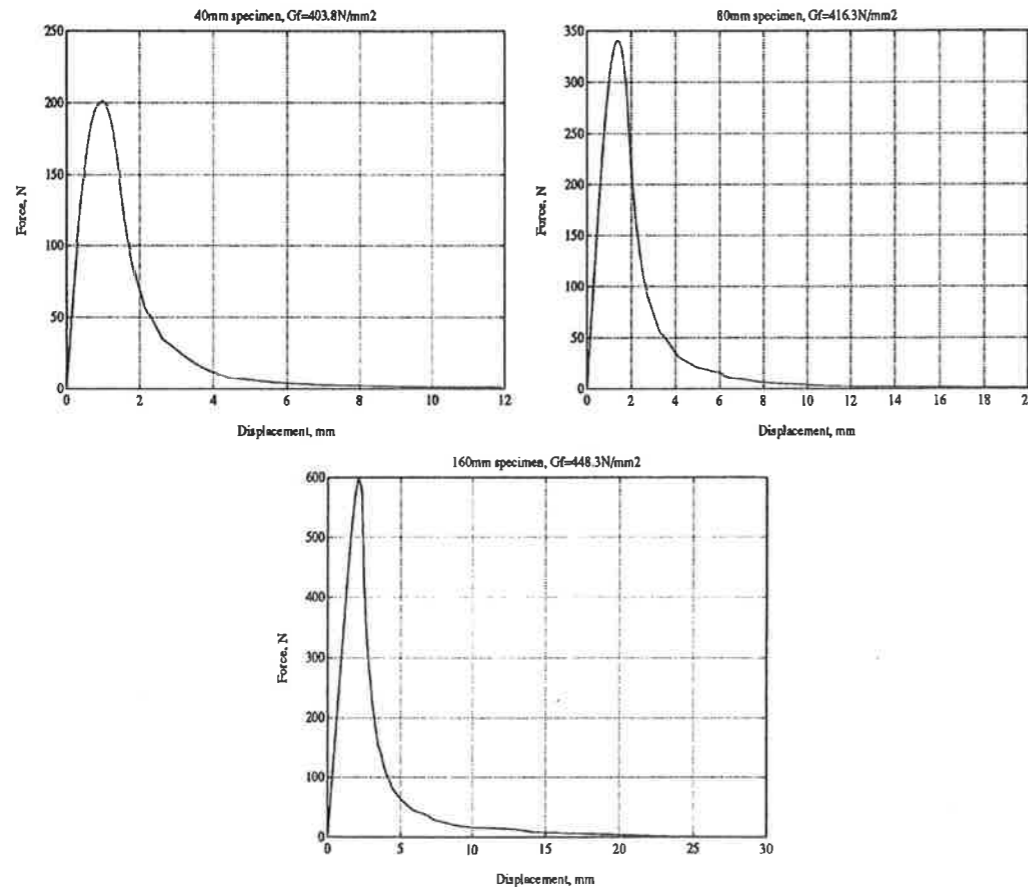 40mm specimen, Gf=403.8N/mm2
250
200
150
100
50
0
Force, N
0 2 4 6 8 10 12
Displacement, mm
80mm specimen, Gf=416.3N/mm2
350
300
250
200
150
100
50
0
Force, N
0 2 4 6 8 10 12 14 16 18 2
Displacement, mm
160mm specimen, Gf=448.3N/mm2
600
500
400
300
200
100
0
Force, N
0 5 10 15 20 25 30
Displacement, mm